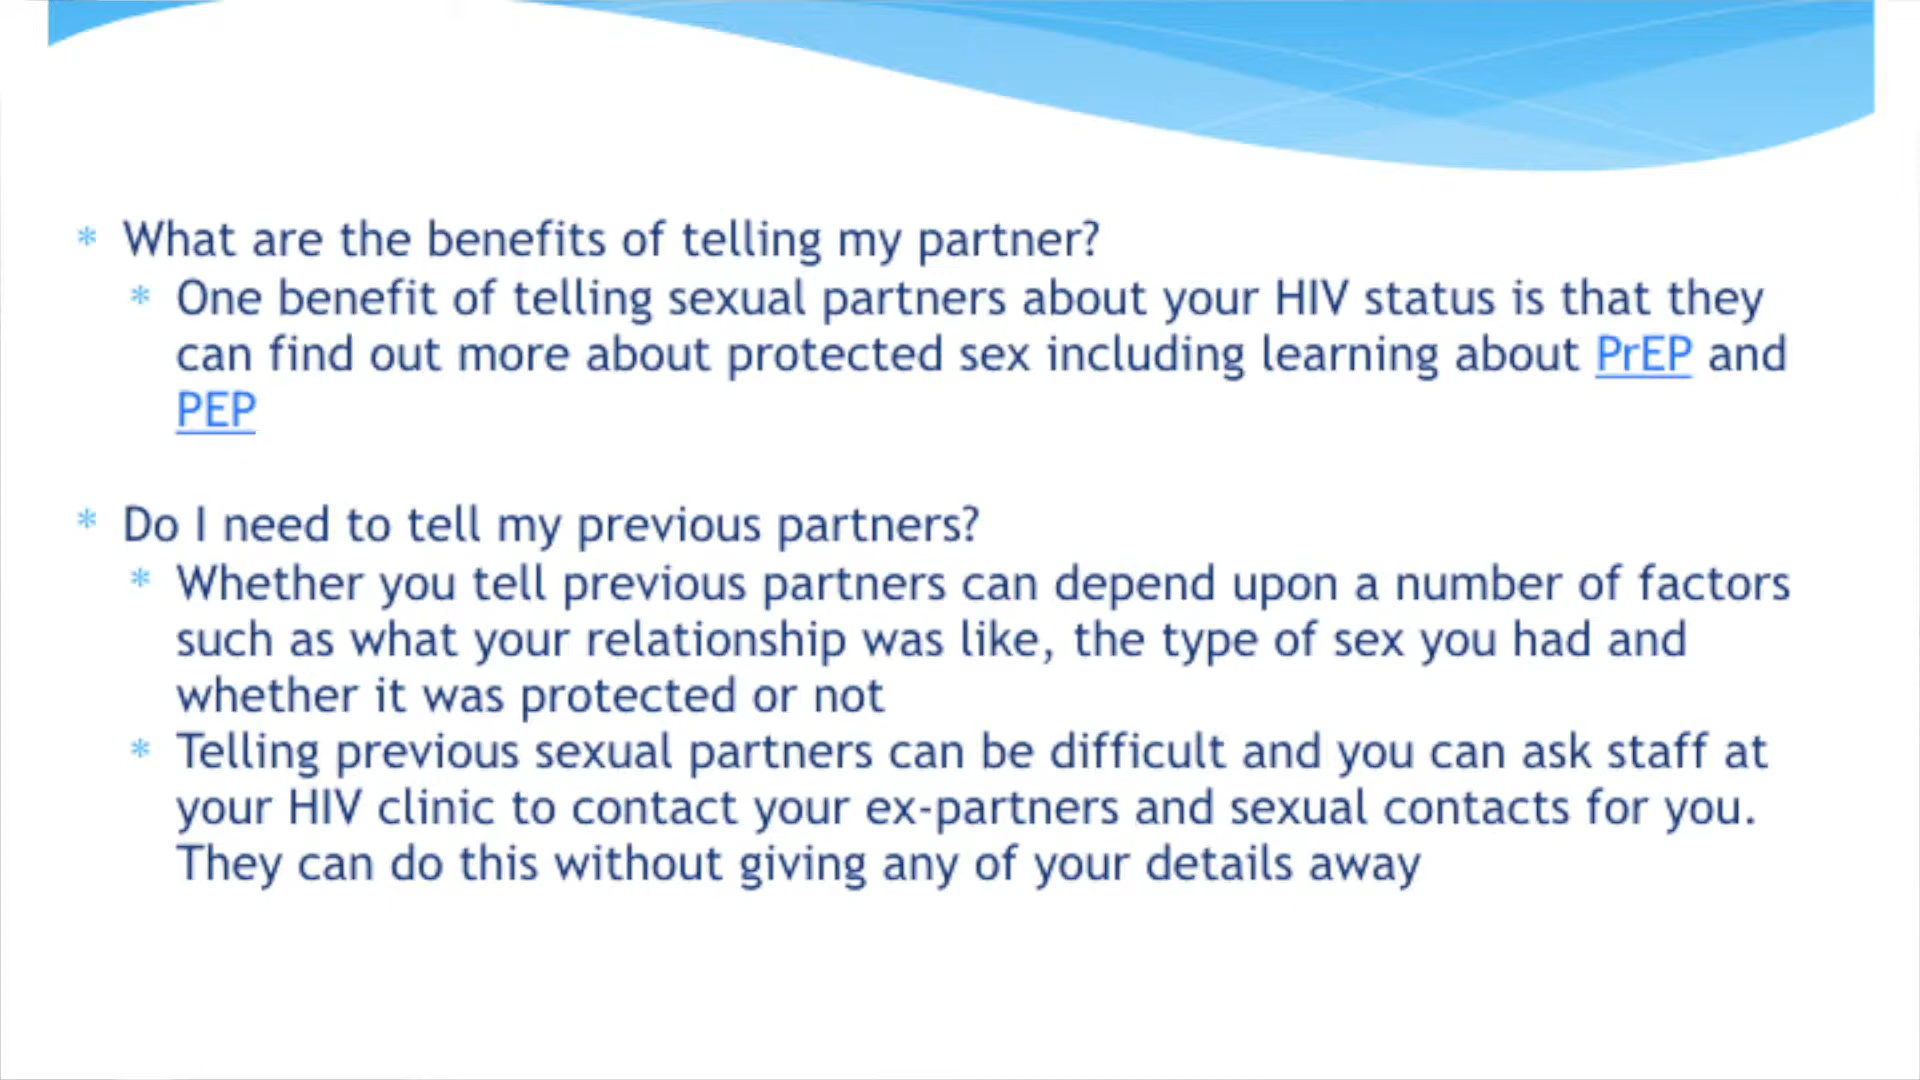 * What are the benefits of telling my partner?
* One benefit of telling sexual partners about your HIV status is that they
can find out more about protected sex including learning about PrEP and
PEP
* Do I need to tell my previous partners?
* Whether you tell previous partners can depend upon a number of factors
such as what your relationship was like, the type of sex you had and
whether it was protected or not
* Telling previous sexual partners can be difficult and you can ask staff at
your HIV clinic to contact your ex-partners and sexual contacts for you.
They can do this without giving any of your details away